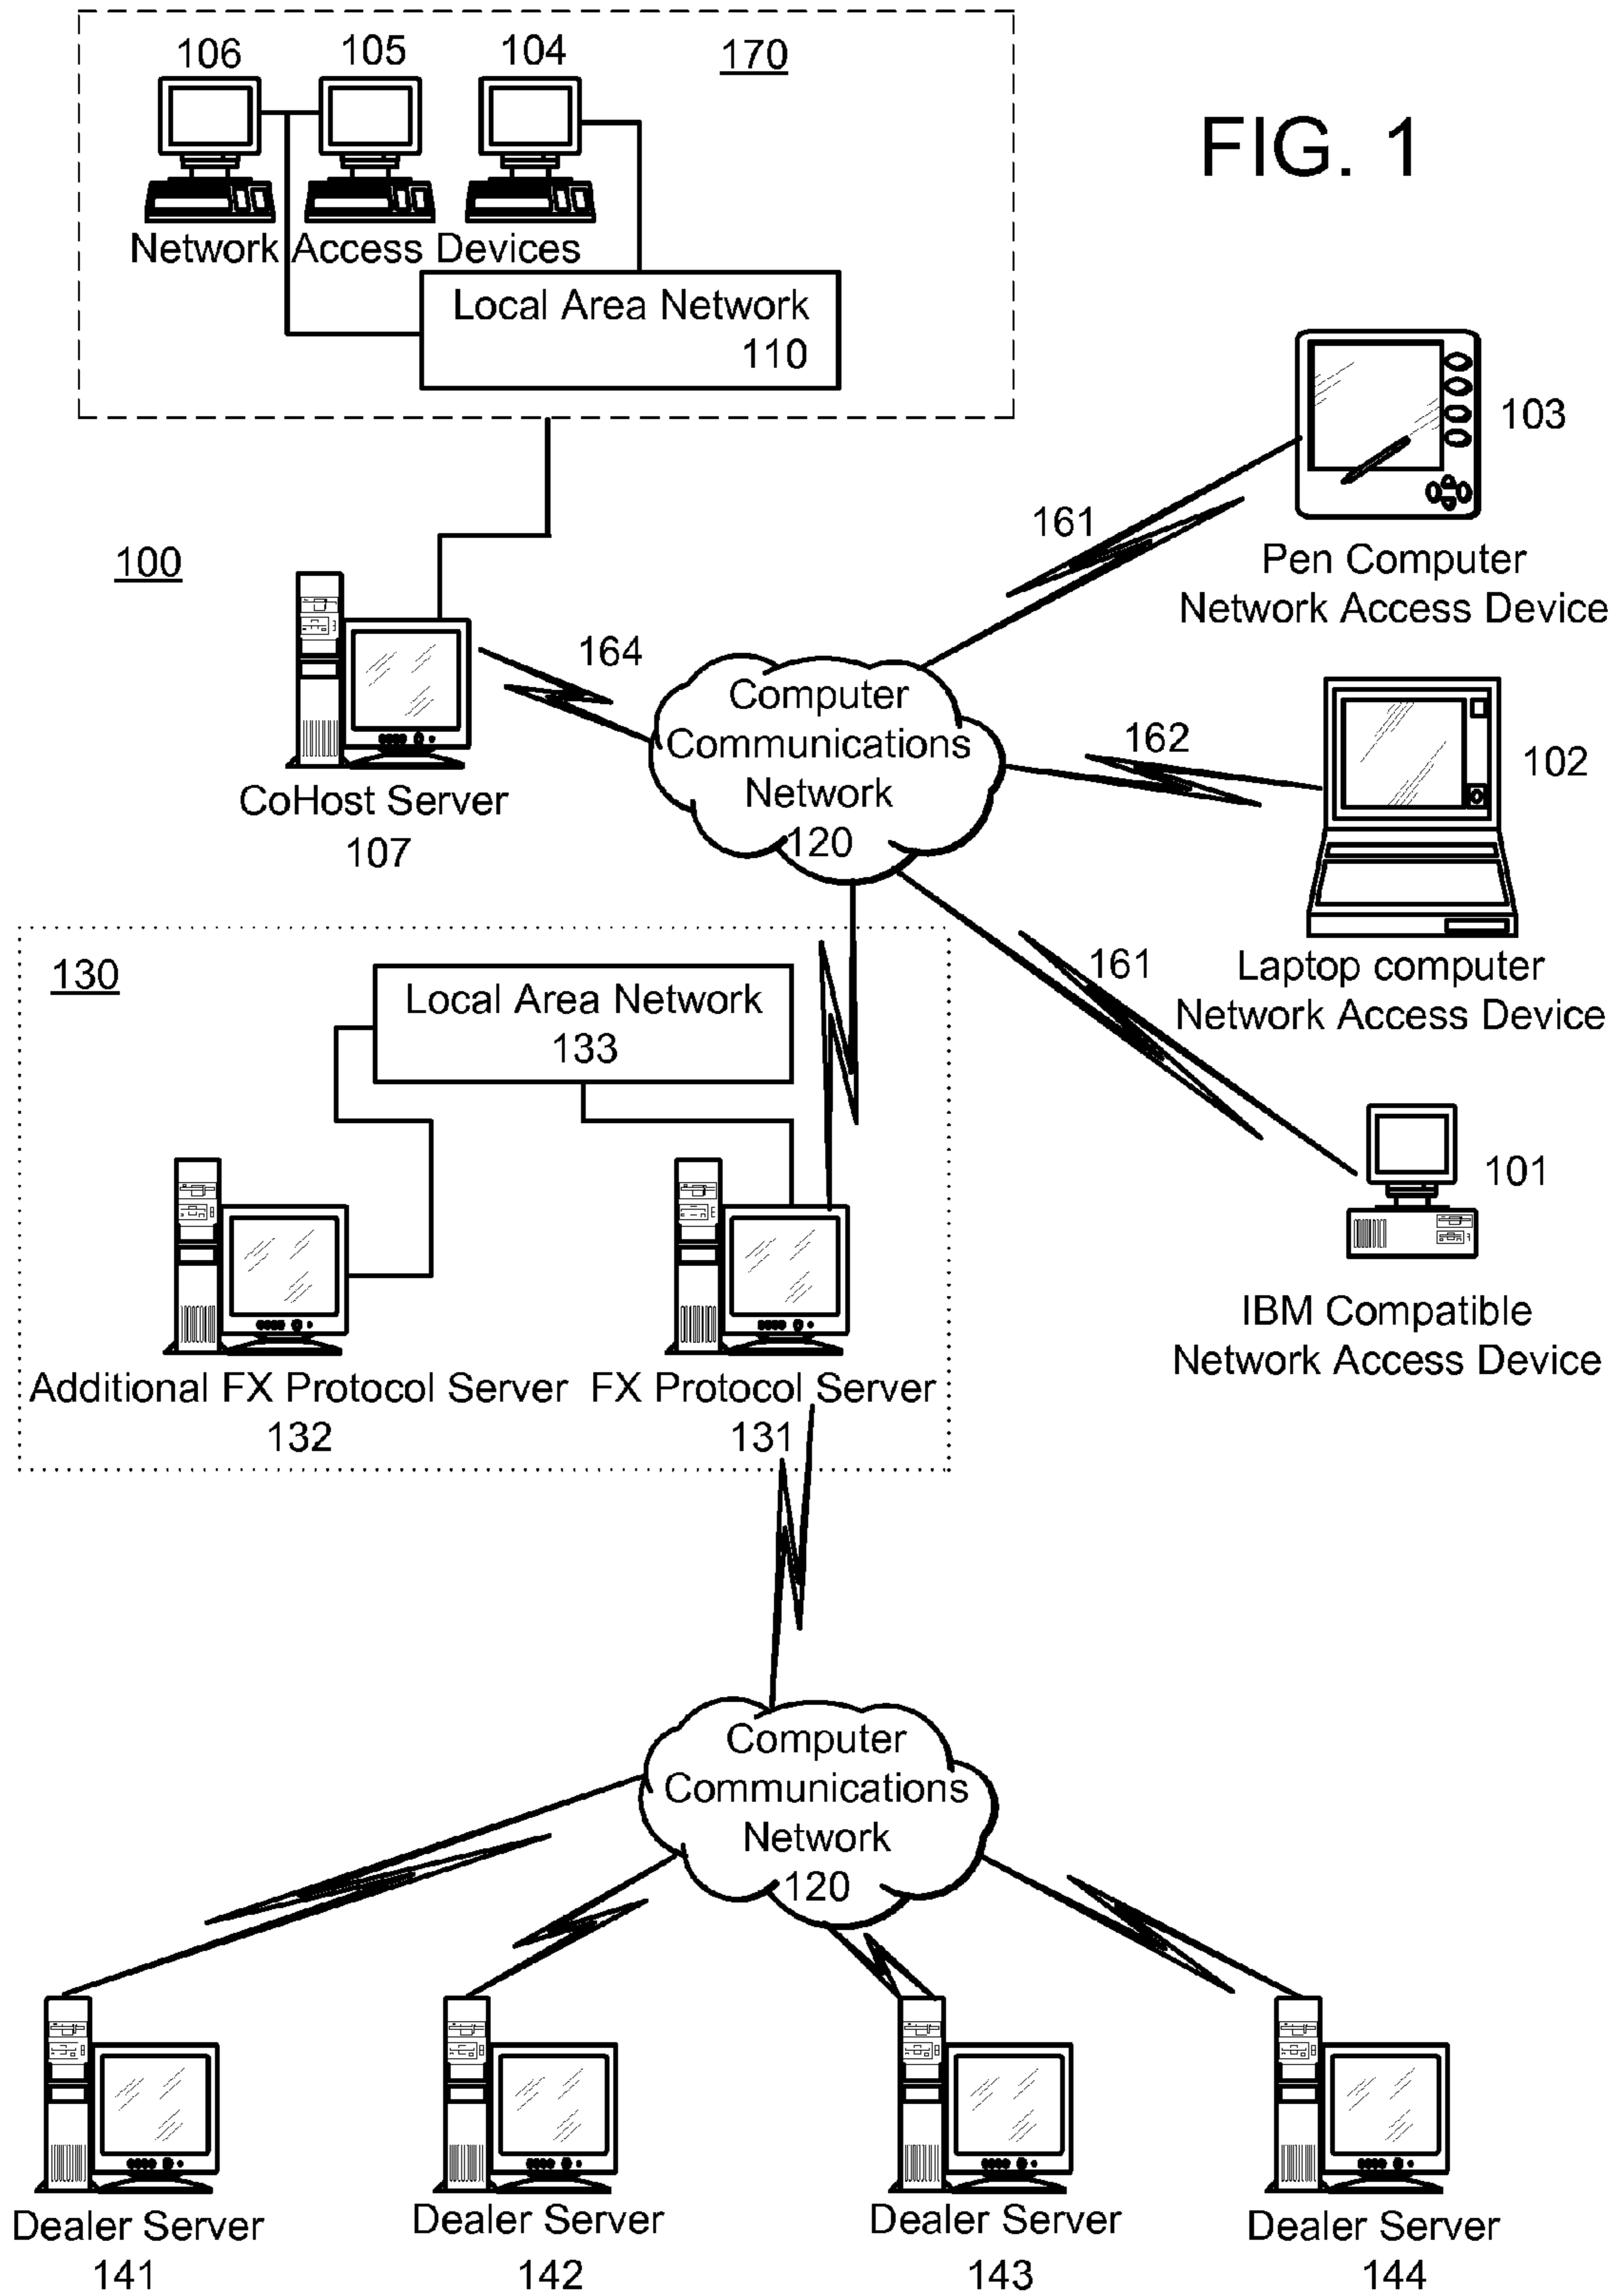 106 105 104 170
FIG. 1
Network Access Devices
Local Area Network
110
103
161
Pen Computer
Network Access Device
100
164
Computer
Communications
Network
120
162
102
CoHost Server
107
Laptop computer
Network Access Device
161
130
Local Area Network
133
101
IBM Compatible
Network Access Device
Additional FX Protocol Server
132
FX Protocol Server
131
Computer
Communications
Network
120
Dealer Server
141
Dealer Server
142
Dealer Server
143
Dealer Server
144